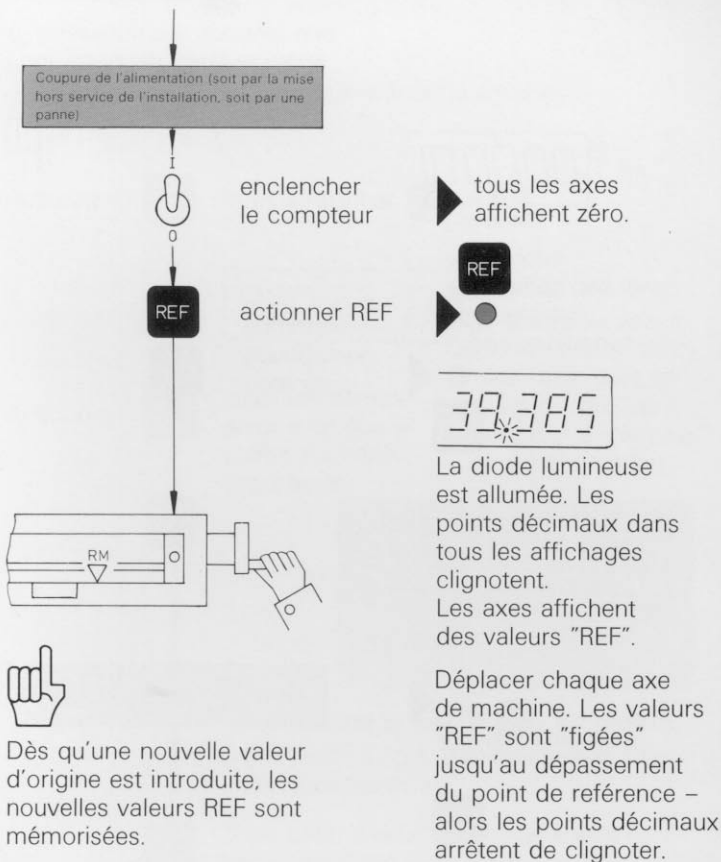 Coupure de l'alimentation (soit par la mise
hors service de l'installation, soit par une
panne)
I
O
enclencher
le compteur
tous les axes
affichent zéro.
REF
actionner REF
REF
39.385
RM
La diode lumineuse
est allumée. Les
points décimaux dans
tous les affichages
clignotent.
Les axes affichent
des valeurs "REF".
Déplacer chaque axe
de machine. Les valeurs
"REF" sont "figées"
jusqu'au dépassement
du point de reférence –
alors les points décimaux
arrêtent de clignoter.
Dès qu'une nouvelle valeur
d'origine est introduite, les
nouvelles valeurs REF sont
mémorisées.